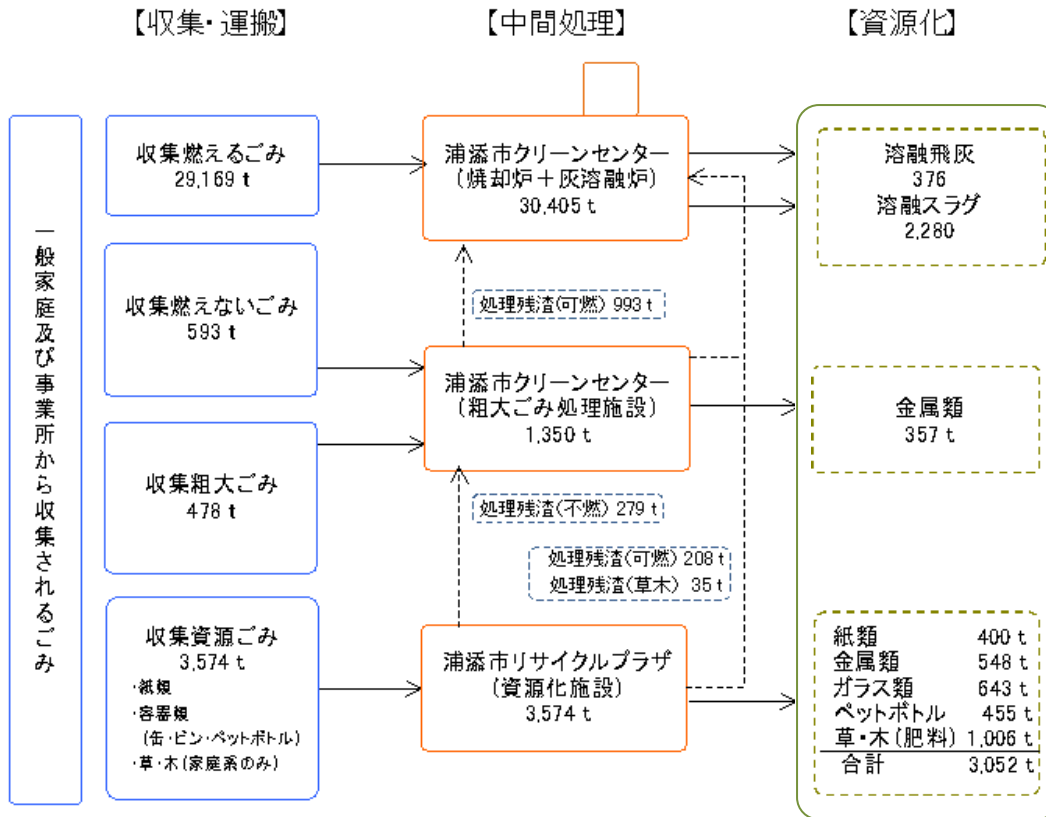 【収集・運搬】
【中間処理】
【資源化】
一般家庭及び事業所から収集されるごみ
収集燃えるごみ
29,169 t
収集燃えないごみ
593 t
収集粗大ごみ
478 t
収集資源ごみ
3,574 t
・紙類
・容器類
(缶・ビン・ペットボトル)
・草・木(家庭系のみ)
浦添市クリーンセンター
(焼却炉＋灰溶融炉)
30,405 t
処理残渣(可燃) 993 t
浦添市クリーンセンター
(粗大ごみ処理施設)
1,350 t
処理残渣(不燃) 279 t
処理残渣(可燃) 208 t
処理残渣(草木) 35 t
浦添市リサイクルプラザ
(資源化施設)
3,574 t
溶融飛灰
376
溶融スラグ
2,280
金属類
357 t
紙類 400 t
金属類 548 t
ガラス類 643 t
ペットボトル 455 t
草・木(肥料) 1,006 t
合計 3,052 t